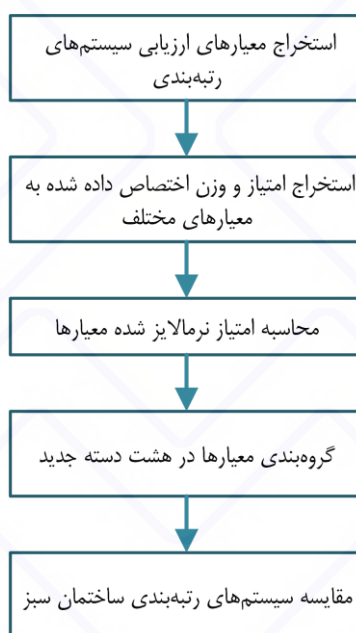 استخراج معیارهای ارزیابی سیستم‌های
رتبه‌بندی
استخراج امتیاز و وزن اختصاص داده شده به
معیارهای مختلف
محاسبه امتیاز نرمالایز شده معیارها
گروه‌بندی معیارها در هشت دسته جدید
مقایسه سیستم‌های رتبه‌بندی ساختمان سبز